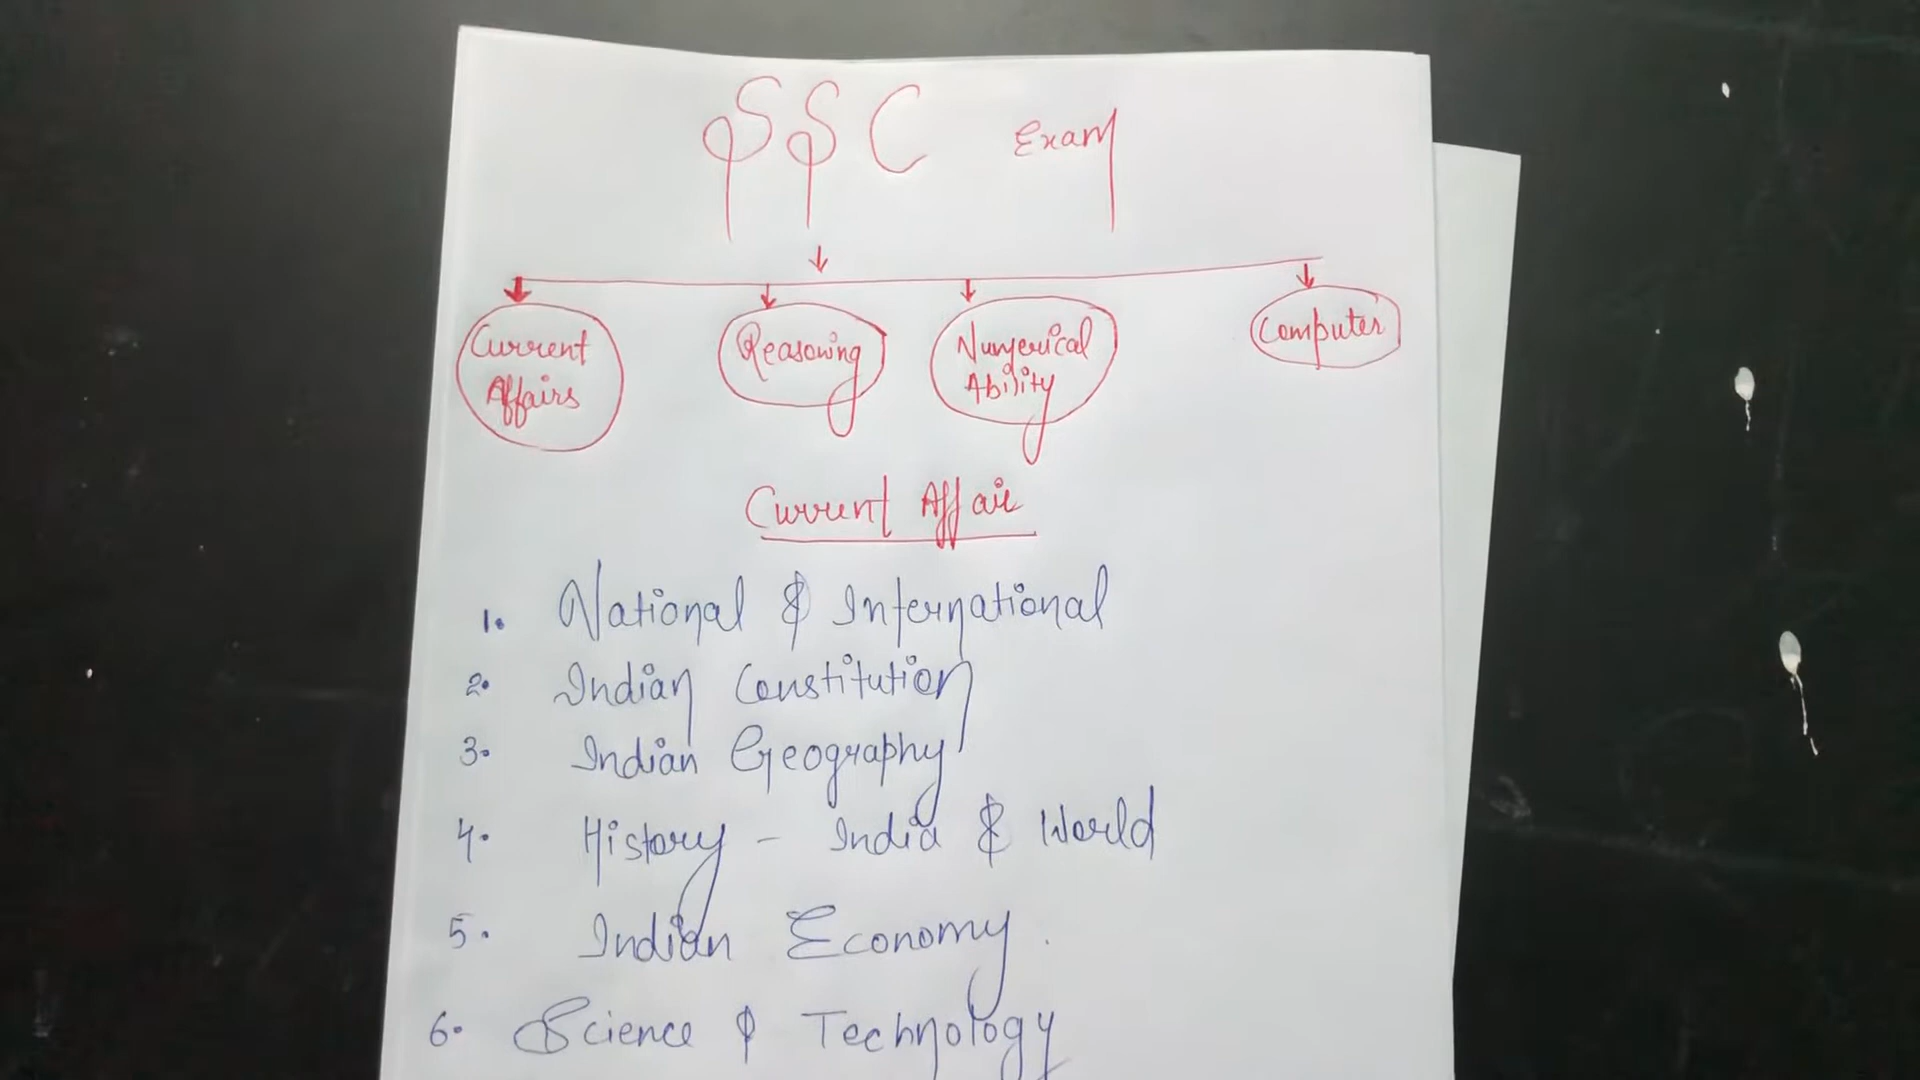 SSC Exam
Current Affairs
Reasoning
Numerical Ability
Computer
Current Affair
1. National & International
2. Indian Constitution
3. Indian Geography
4. History - India & World
5. Indian Economy.
6. Science & Technology